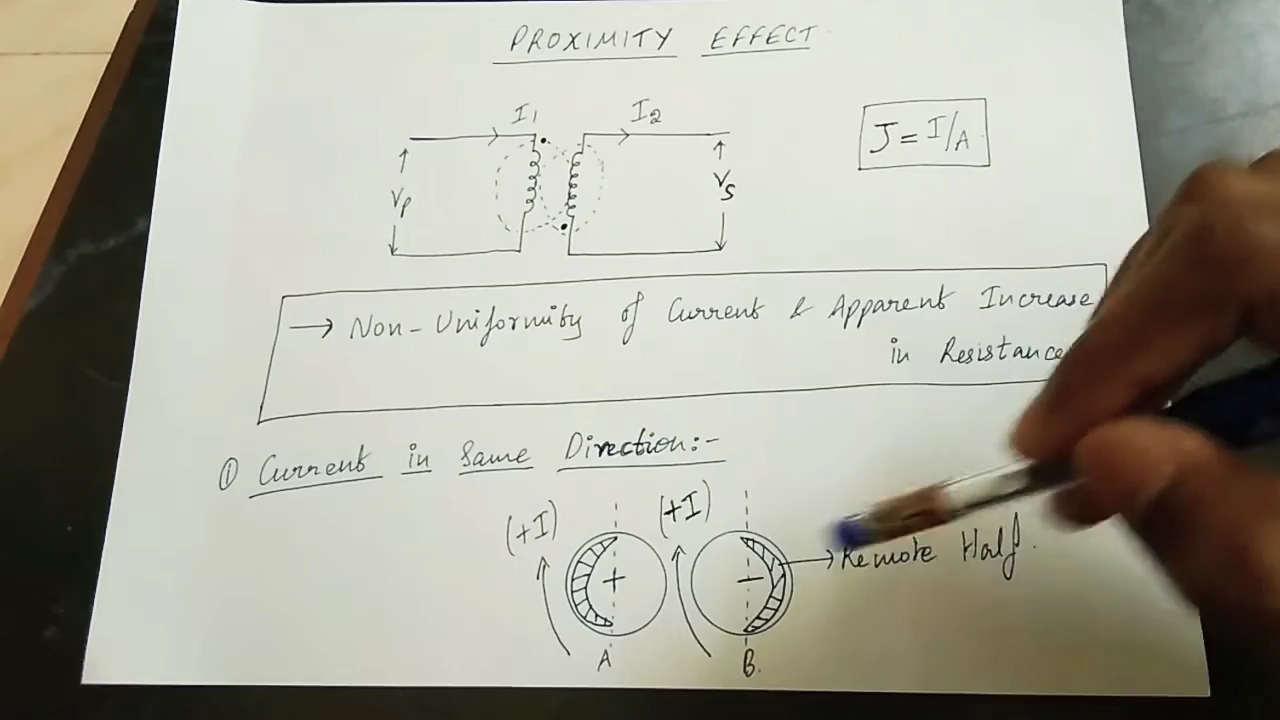 PROXIMITY EFFECT
I1 I2
J = I/A
Vp Vs
→ Non-Uniformity of Current & Apparent Increase
in Resistance
① Current in Same Direction:-
(+I) (+I)
+ +
→ Remote Half.
A B.